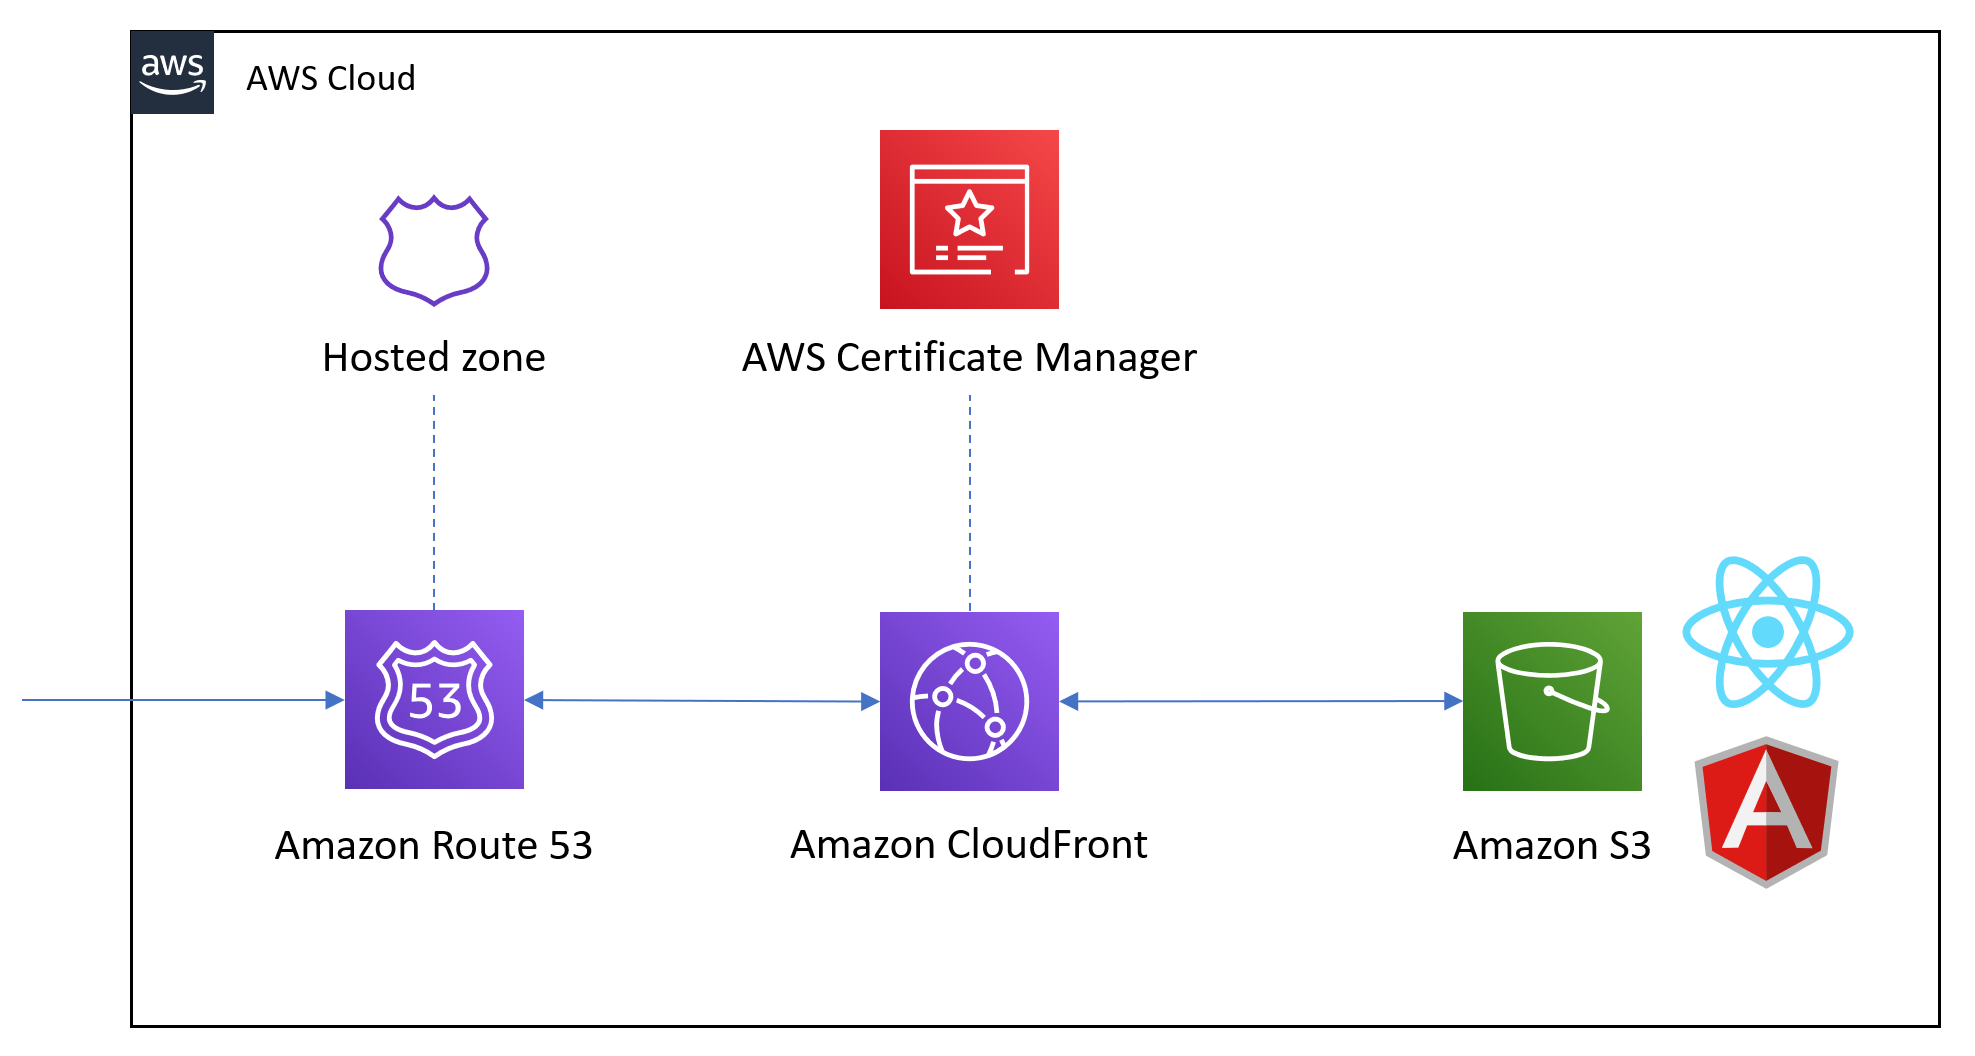 aws
AWS Cloud
Hosted zone
AWS Certificate Manager
53
Amazon Route 53
Amazon CloudFront
Amazon S3
A